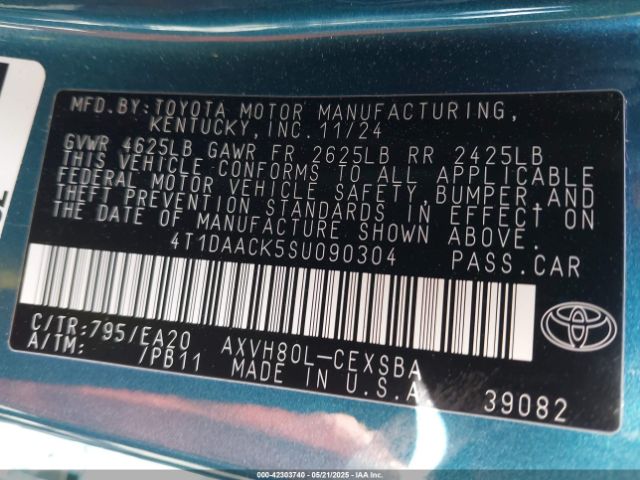 MFD.BY:TOYOTA MOTOR MANUFACTURING,
KENTUCKY,INC.11/24
GVWR 4625LB GAWR FR 2625LB RR 2425LB
THIS VEHICLE CONFORMS TO ALL APPLICABLE
FEDERAL MOTOR VEHICLE SAFETY,BUMPER,AND
THEFT PREVENTION STANDARDS IN EFFECT ON
THE DATE OF MANUFACTURE SHOWN ABOVE.
4T1DAACK5SU090304 PASS.CAR
C/TR:795/EA20 AXVH80L-CEXSBA
A/TM: /PB11 MADE IN U.S.A.
39082
000-42303740 05/21/2025 IAAI.COM